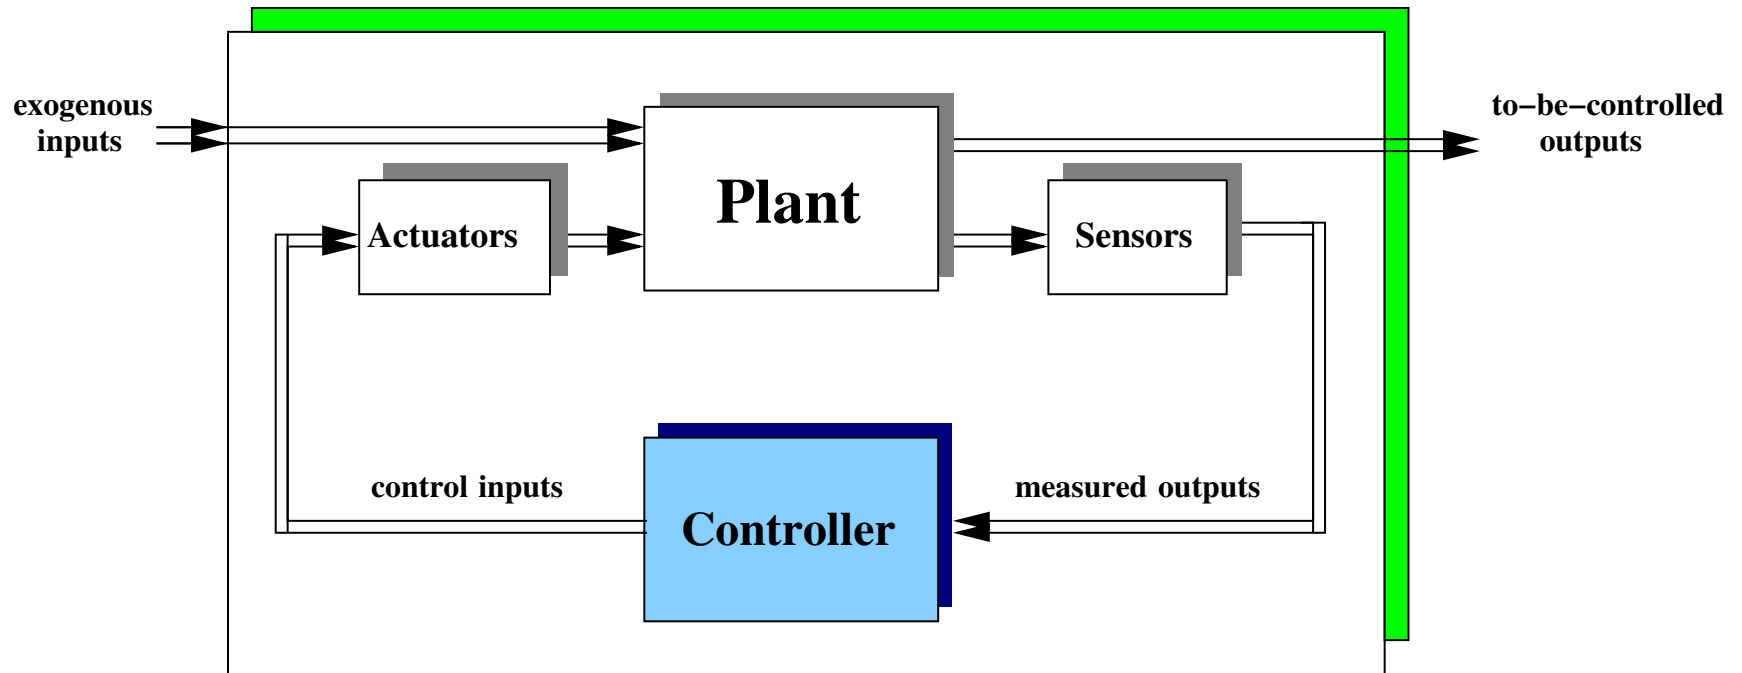 exogenous
inputs
to−be−controlled
outputs
Plant
Actuators
Sensors
control inputs
measured outputs
Controller